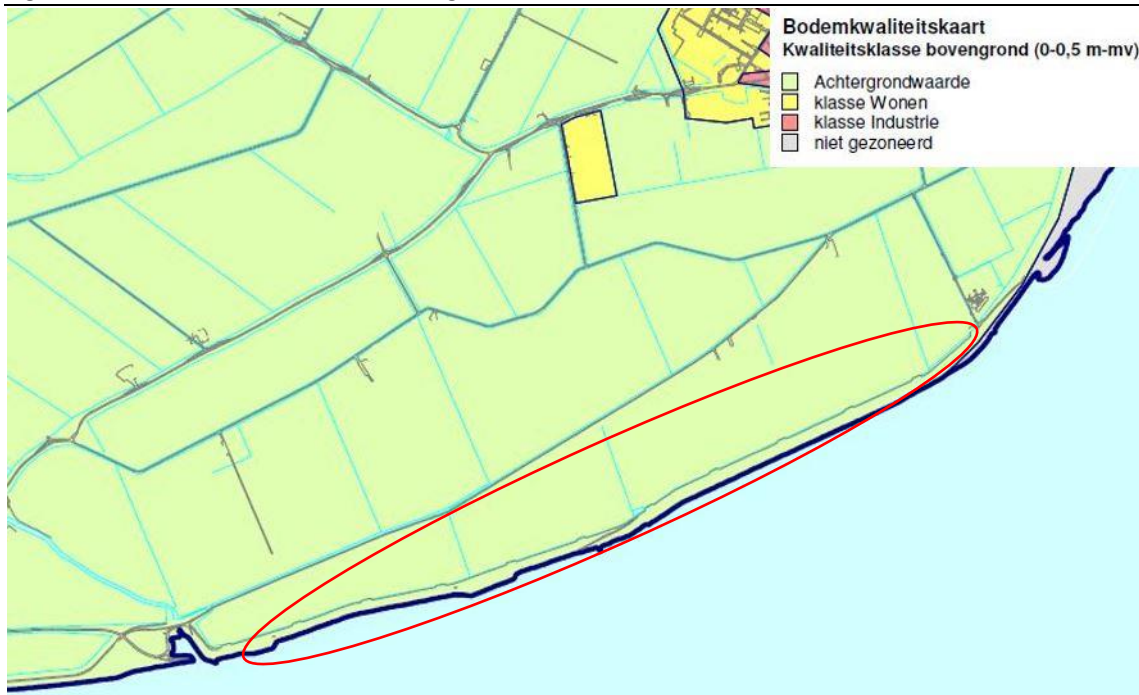 Bodemkwaliteitskaart
Kwaliteitsklasse bovengrond (0-0,5 m-mv)
Achtergrondwaarde
klasse Wonen
klasse Industrie
niet gezoneerd